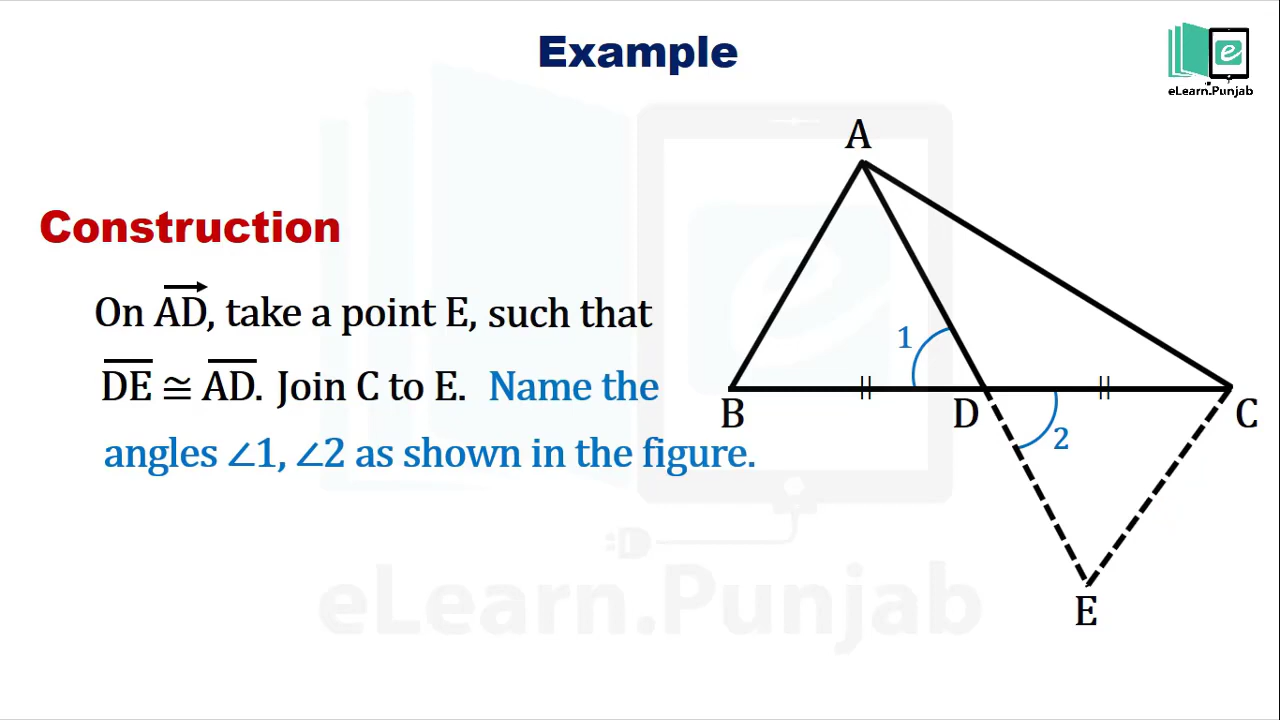 Example
e
eLearn.Punjab
A
Construction
On AD, take a point E, such that
1
DE ≅ AD. Join C to E. Name the
B
D
C
2
angles ∠1, ∠2 as shown in the figure.
eLearn.Punjab
E